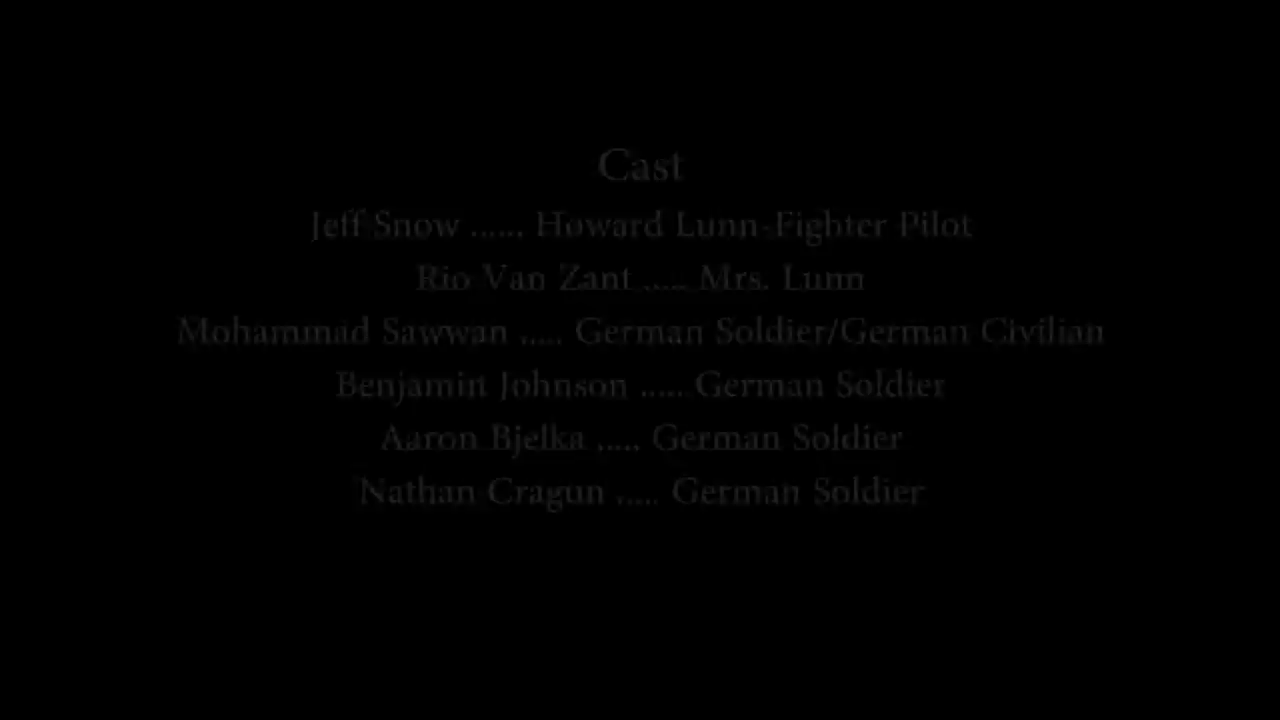 Cast
Jeff Snow ...... Howard Lunn-Fighter Pilot
Rio Van Zant ..... Mrs. Lunn
Mohammad Sawwan ..... German Soldier/German Civilian
Benjamin Johnson ..... German Soldier
Aaron Bjelka ..... German Soldier
Nathan Cragun ..... German Soldier